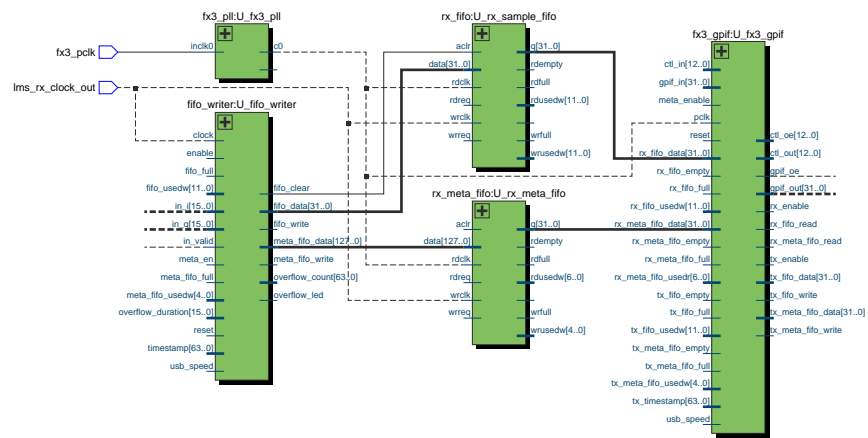 fx3_pclk
lms_rx_clock_out
fx3_pll:U_fx3_pll
inclk0
c0
fifo_writer:U_fifo_writer
clock
enable
fifo_full
fifo_usedw[11..0]
in_i[15..0]
in_q[15..0]
in_valid
meta_en
meta_fifo_full
meta_fifo_usedw[4..0]
overflow_duration[15..0]
reset
timestamp[63..0]
usb_speed
fifo_clear
fifo_data[31..0]
fifo_write
meta_fifo_data[127..0]
meta_fifo_write
overflow_count[63..0]
overflow_led
rx_fifo:U_rx_sample_fifo
aclr
data[31..0]
rdclk
rdreq
wrclk
wrreq
q[31..0]
rdempty
rdfull
rdusedw[11..0]
wrfull
wrusedw[11..0]
rx_meta_fifo:U_rx_meta_fifo
aclr
data[127..0]
rdclk
rdreq
wrclk
wrreq
q[31..0]
rdempty
rdfull
rdusedw[6..0]
wrfull
wrusedw[4..0]
fx3_gpif:U_fx3_gpif
ctl_in[12..0]
gpif_in[31..0]
meta_enable
pclk
reset
rx_fifo_data[31..0]
rx_fifo_empty
rx_fifo_full
rx_fifo_usedw[11..0]
rx_meta_fifo_data[31..0]
rx_meta_fifo_empty
rx_meta_fifo_full
rx_meta_fifo_usedr[6..0]
tx_fifo_empty
tx_fifo_full
tx_fifo_usedw[11..0]
tx_meta_fifo_empty
tx_meta_fifo_full
tx_meta_fifo_usedw[4..0]
tx_timestamp[63..0]
usb_speed
ctl_oe[12..0]
ctl_out[12..0]
gpif_oe
gpif_out[31..0]
rx_enable
rx_fifo_read
rx_meta_fifo_read
tx_enable
tx_fifo_data[31..0]
tx_fifo_write
tx_meta_fifo_data[31..0]
tx_meta_fifo_write